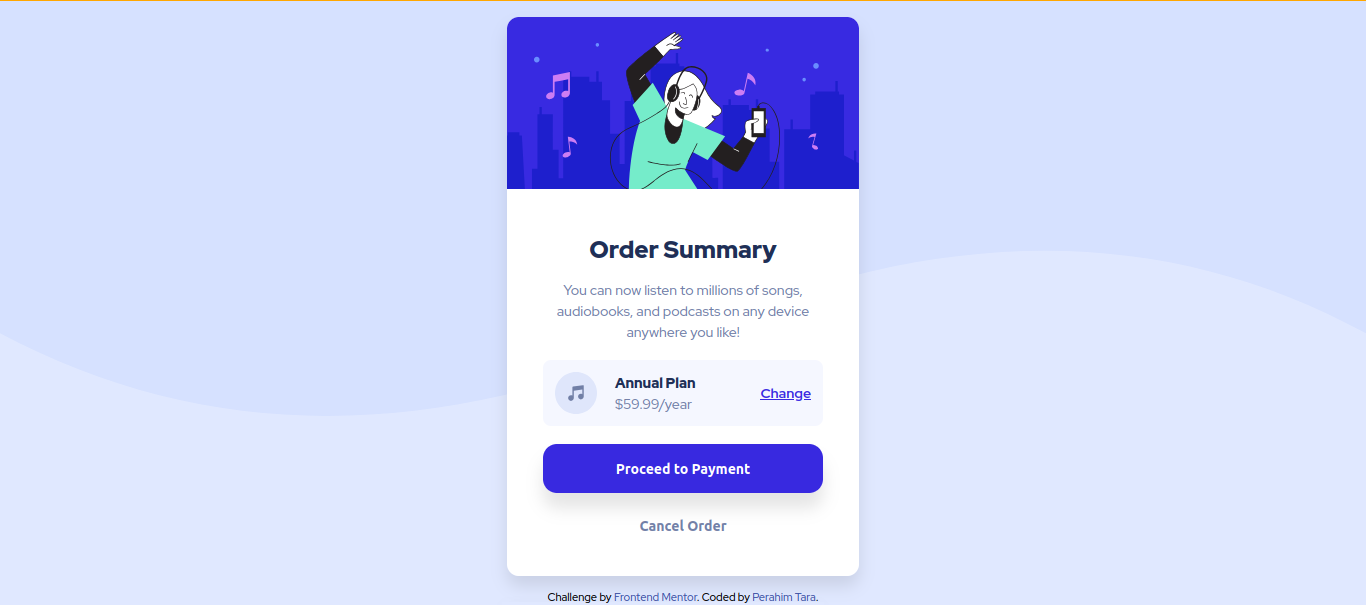 Order Summary
You can now listen to millions of songs,
audiobooks, and podcasts on any device
anywhere you like!
Annual Plan
$59.99/year
Change
Proceed to Payment
Cancel Order
Challenge by Frontend Mentor. Coded by Perahim Tara.